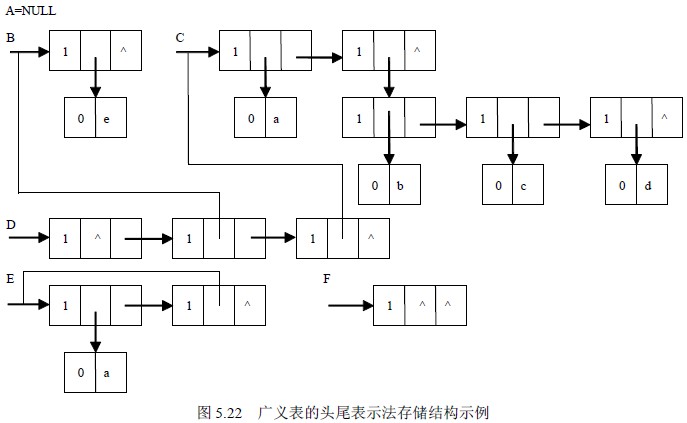 A=NULL
B 1 ^ C 1 1 ^
0 e 0 a 1 1 1 ^
0 b 0 c 0 d
D 1 ^ 1 1 ^
E 1 1 ^ F 1 ^ ^
0 a
图 5.22 广义表的头尾表示法存储结构示例